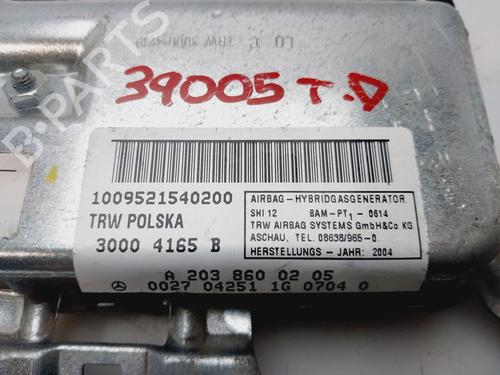 B-PARTS
39005 T.D
1009521540200
TRW POLSKA
3000 4165 B
AIRBAG-HYBRIDGASGENERATOR
SHI 12 BAM-PT1-0614
TRW AIRBAG SYSTEMS GmbH&Co KG
ASCHAU, TEL. 08638/965-0.
HERSTELLUNGS - JAHR: 2004
A 203 860 02 05
0027 04251 1G 0704 0